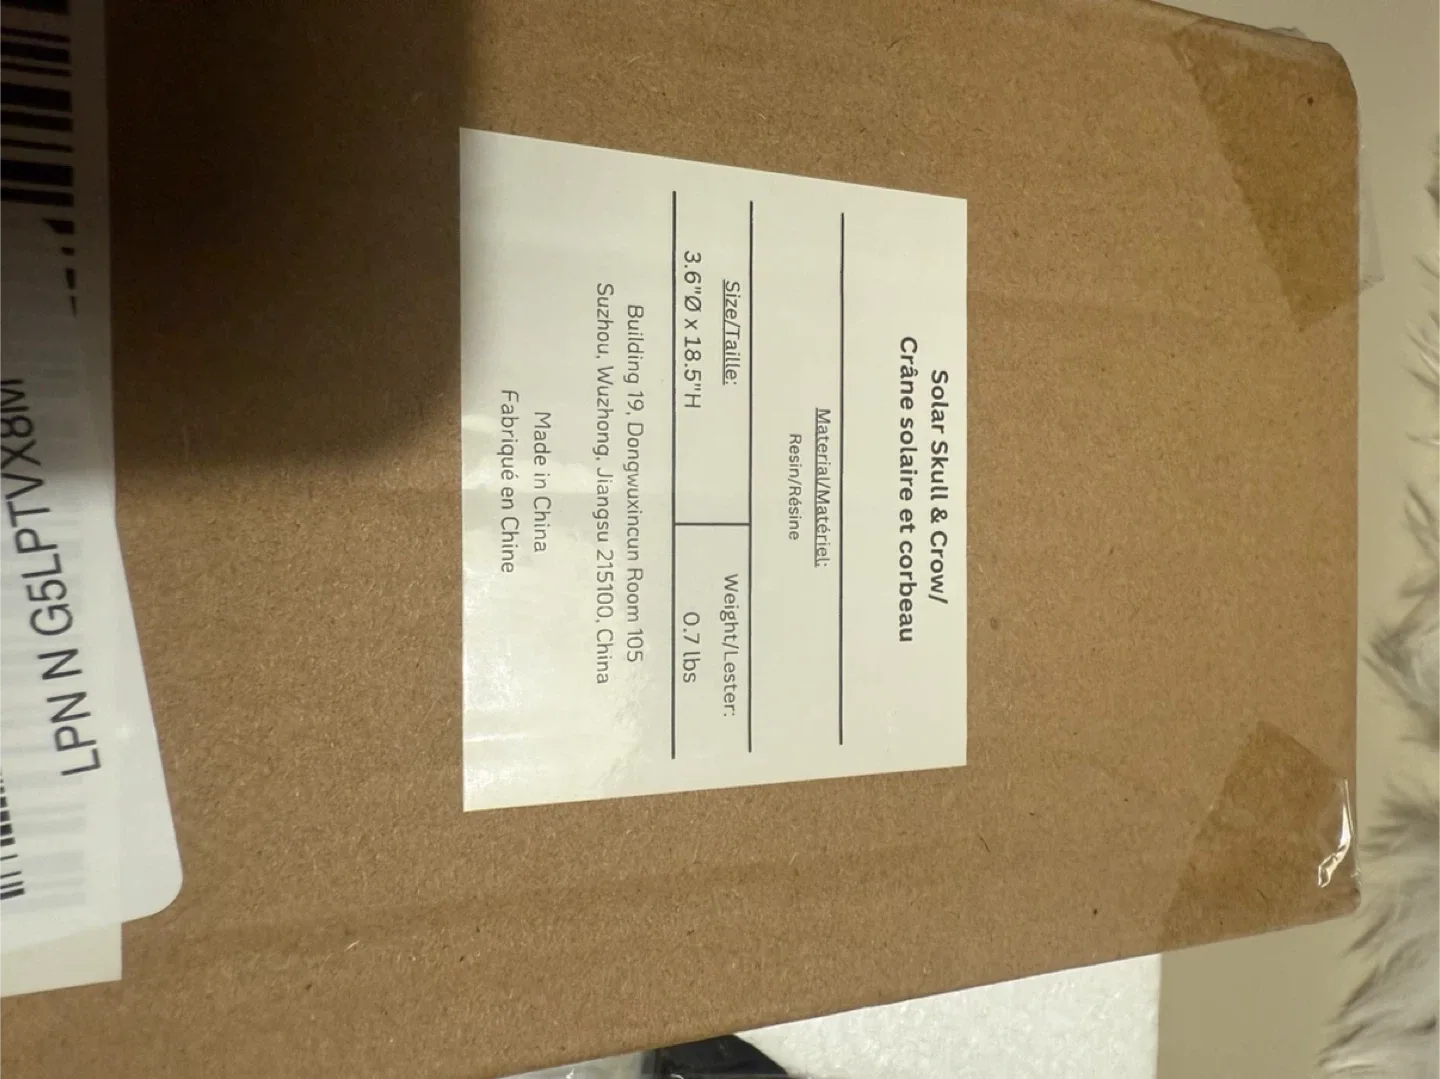 Solar Skull & Crow/
Crâne solaire et corbeau
Material/Matériel:
Resin/Résine
Size/Taille:
Weight/Lester:
3.6"Ø x 18.5"H
0.7 lbs
Building 19, Dongwuxincun Room 105
Suzhou, Wuzhong, Jiangsu 215100, China
Made in China
Fabriqué en Chine
LPN N G5LPTVX8M